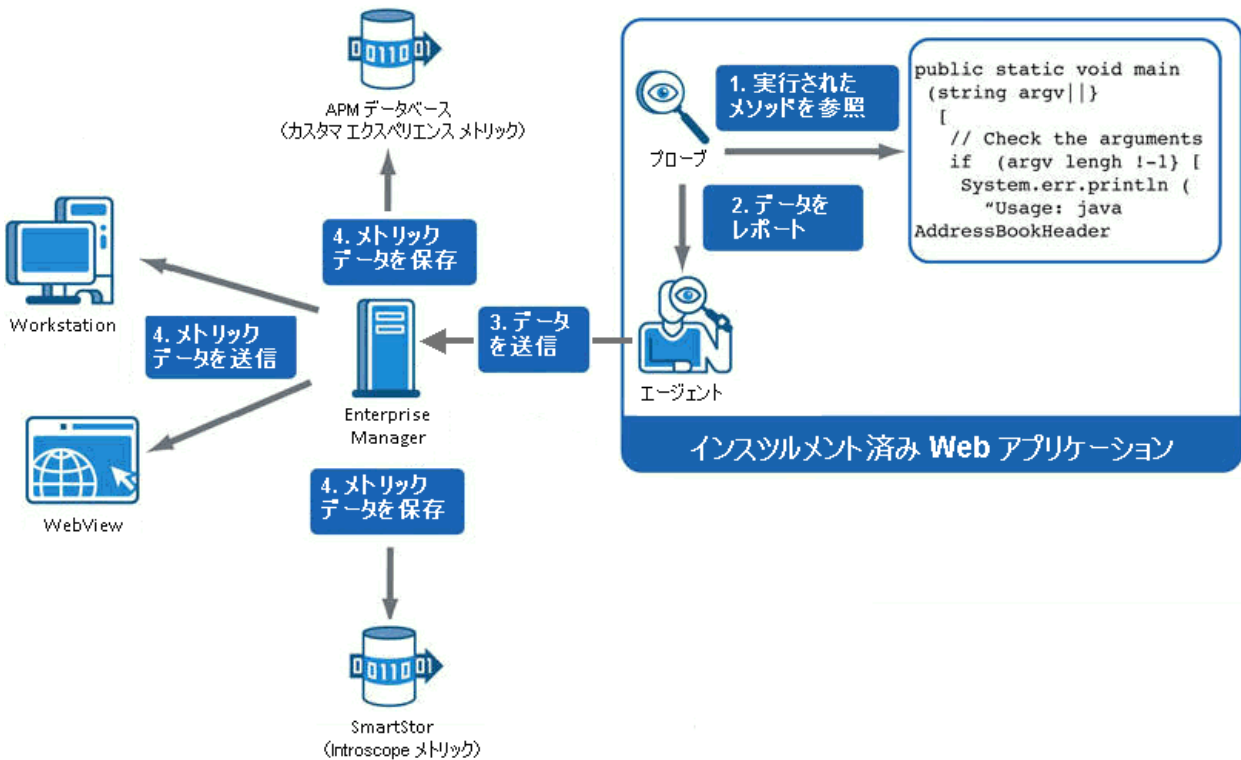 0 0110 01
APM データベース
（カスタマ エクスペリエンス メトリック）
4. メトリック
データを保存
Workstation
4. メトリック
データを送信
WebView
Enterprise
Manager
4. メトリック
データを保存
0 0110 01
SmartStor
（Introscope メトリック）
3. データ
を送信
プローブ
1. 実行された
メソッドを参照
2. データを
レポート
エージェント
public static void main
(string argv||}
[
// Check the arguments
if (argv lengh !-1} [
System.err.println (
“Usage: java
AddressBookHeader
インスツルメント済み Web アプリケーション